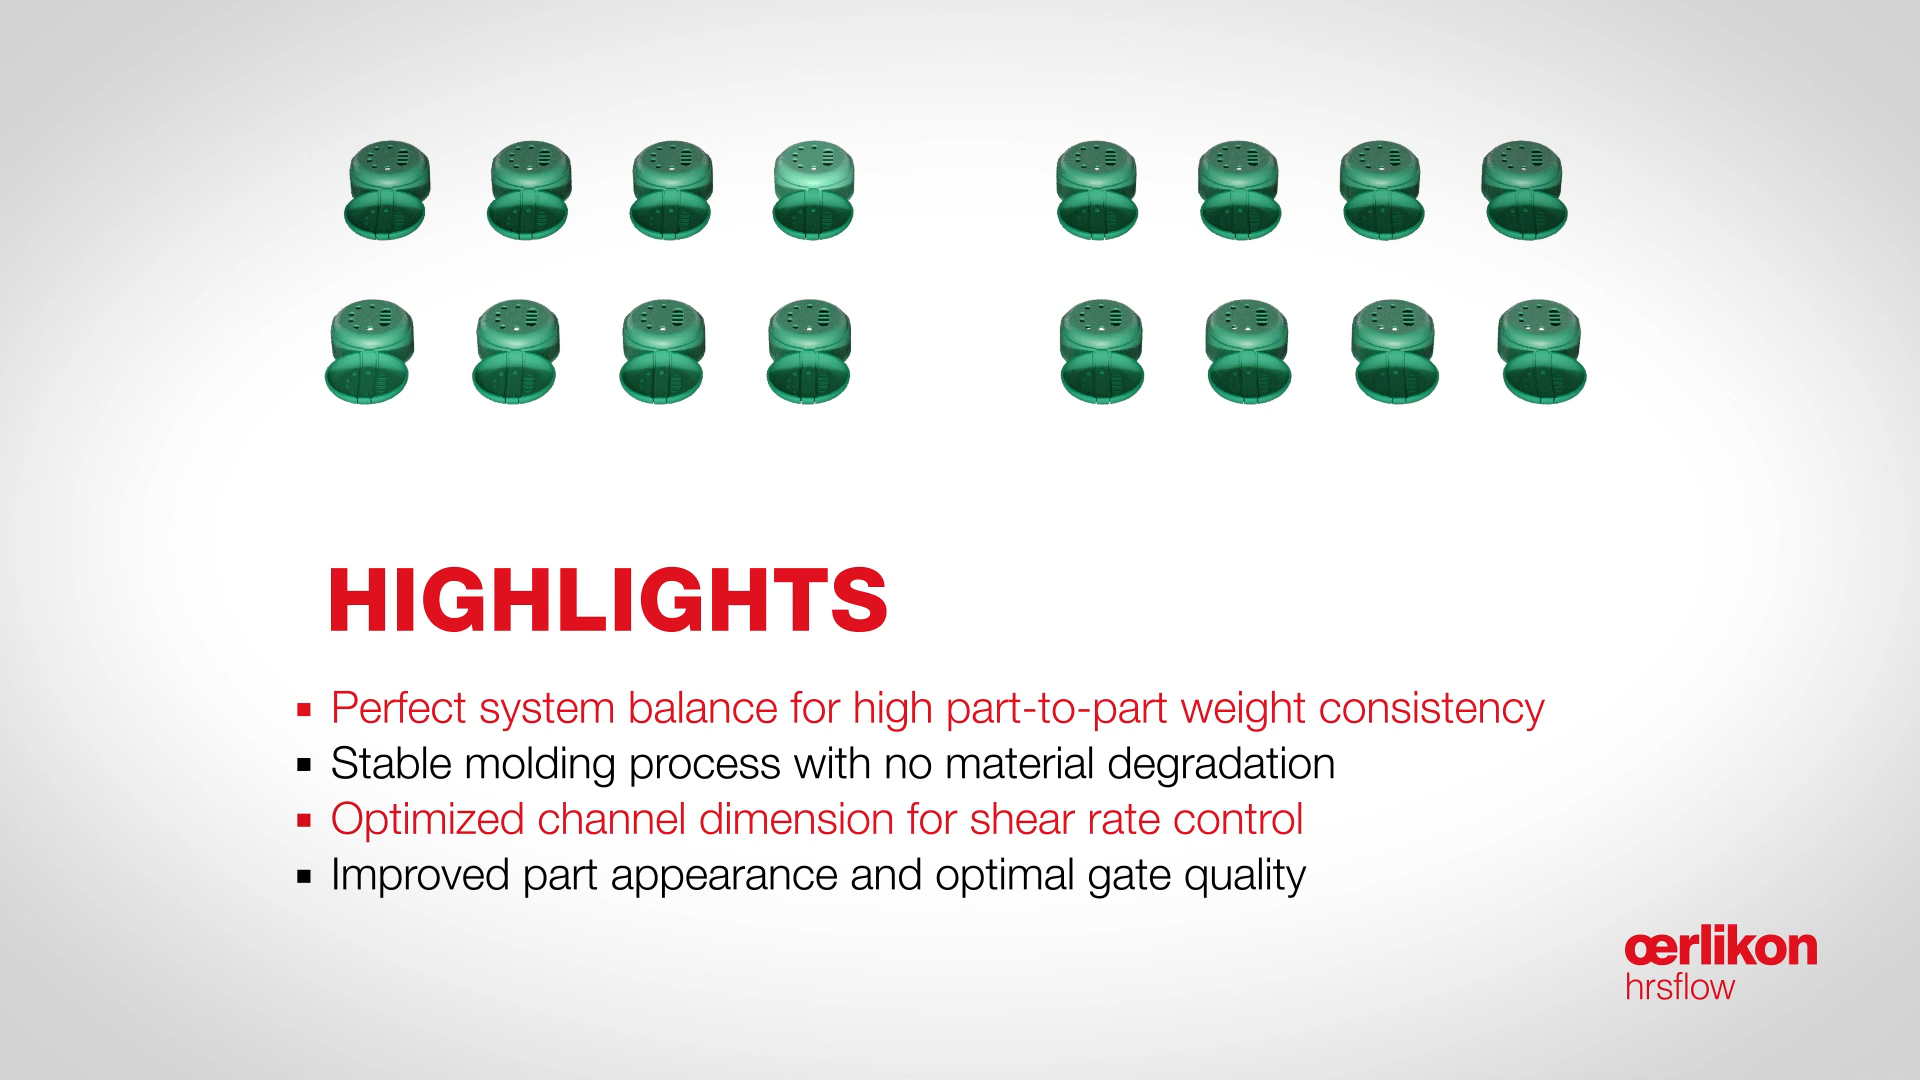 HIGHLIGHTS
▪ Perfect system balance for high part-to-part weight consistency
▪ Stable molding process with no material degradation
▪ Optimized channel dimension for shear rate control
▪ Improved part appearance and optimal gate quality
œrlikon
hrsflow